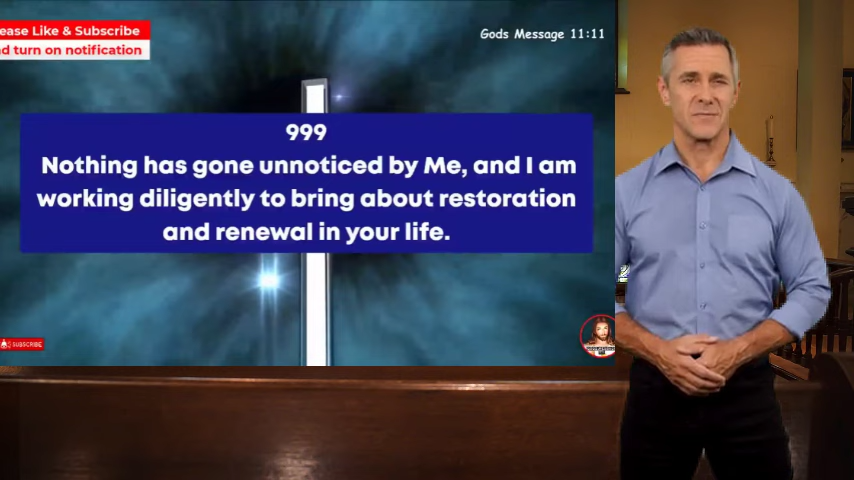 ease Like & Subscribe
d turn on notification
Gods Message 11:11
999
Nothing has gone unnoticed by Me, and I am
working diligently to bring about restoration
and renewal in your life.
SUBSCRIBE